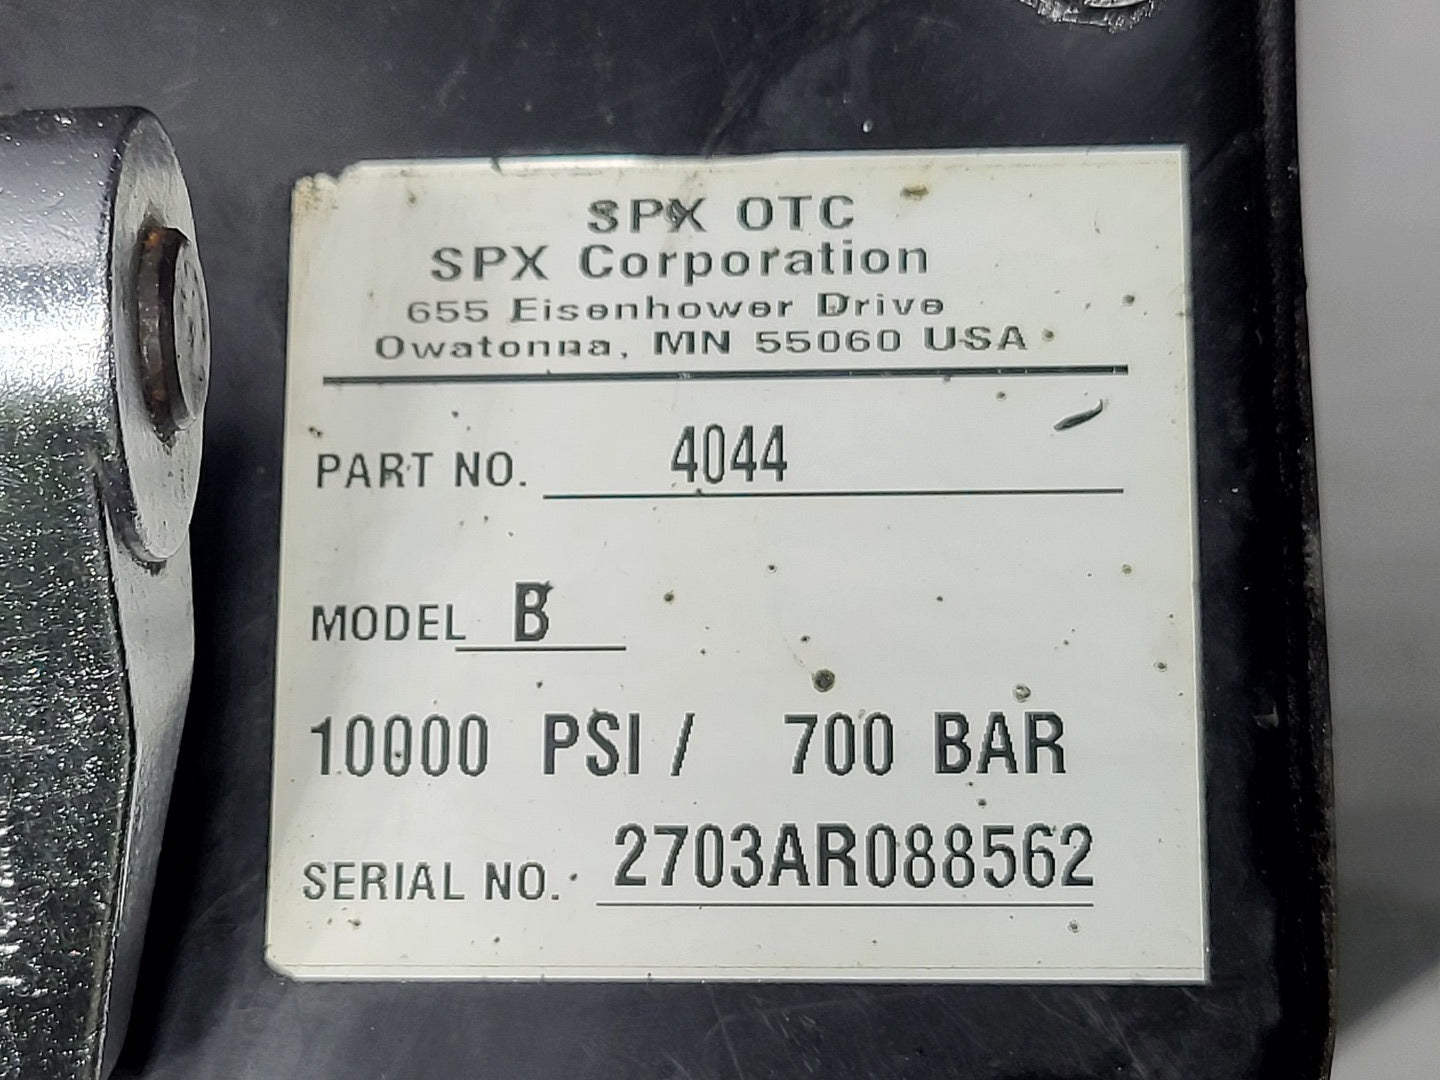 SPX OTC
SPX Corporation
655 Eisenhower Drive
Owatonna, MN 55060 USA
PART NO. 4044
MODEL B
10000 PSI / 700 BAR
SERIAL NO. 2703AR088562